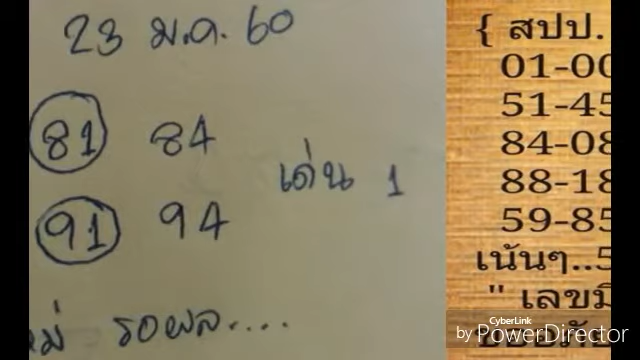 23 ม.ค. 60
81 84
เด่น 1
91 94
รอผล....
{ สปป.
01-00
51-45
84-08
88-18
59-85
เน้นๆ..5
" เลขมี
CyberLink
by PowerDirector